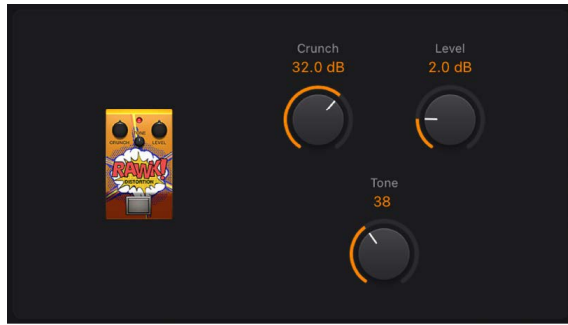 Crunch
32.0 dB
Level
2.0 dB
CRUNCH
LEVEL
RAWK!
DISTORTION
Tone
38